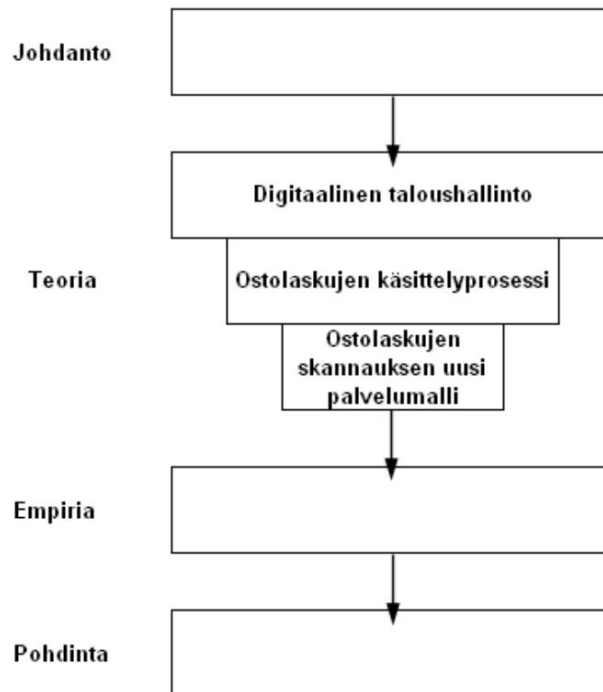 Johdanto
Digitaalinen taloushallinto
Teoria
Ostolaskujen käsittelyprosessi
Ostolaskujen
skannauksen uusi
palvelumalli
Empiria
Pohdinta